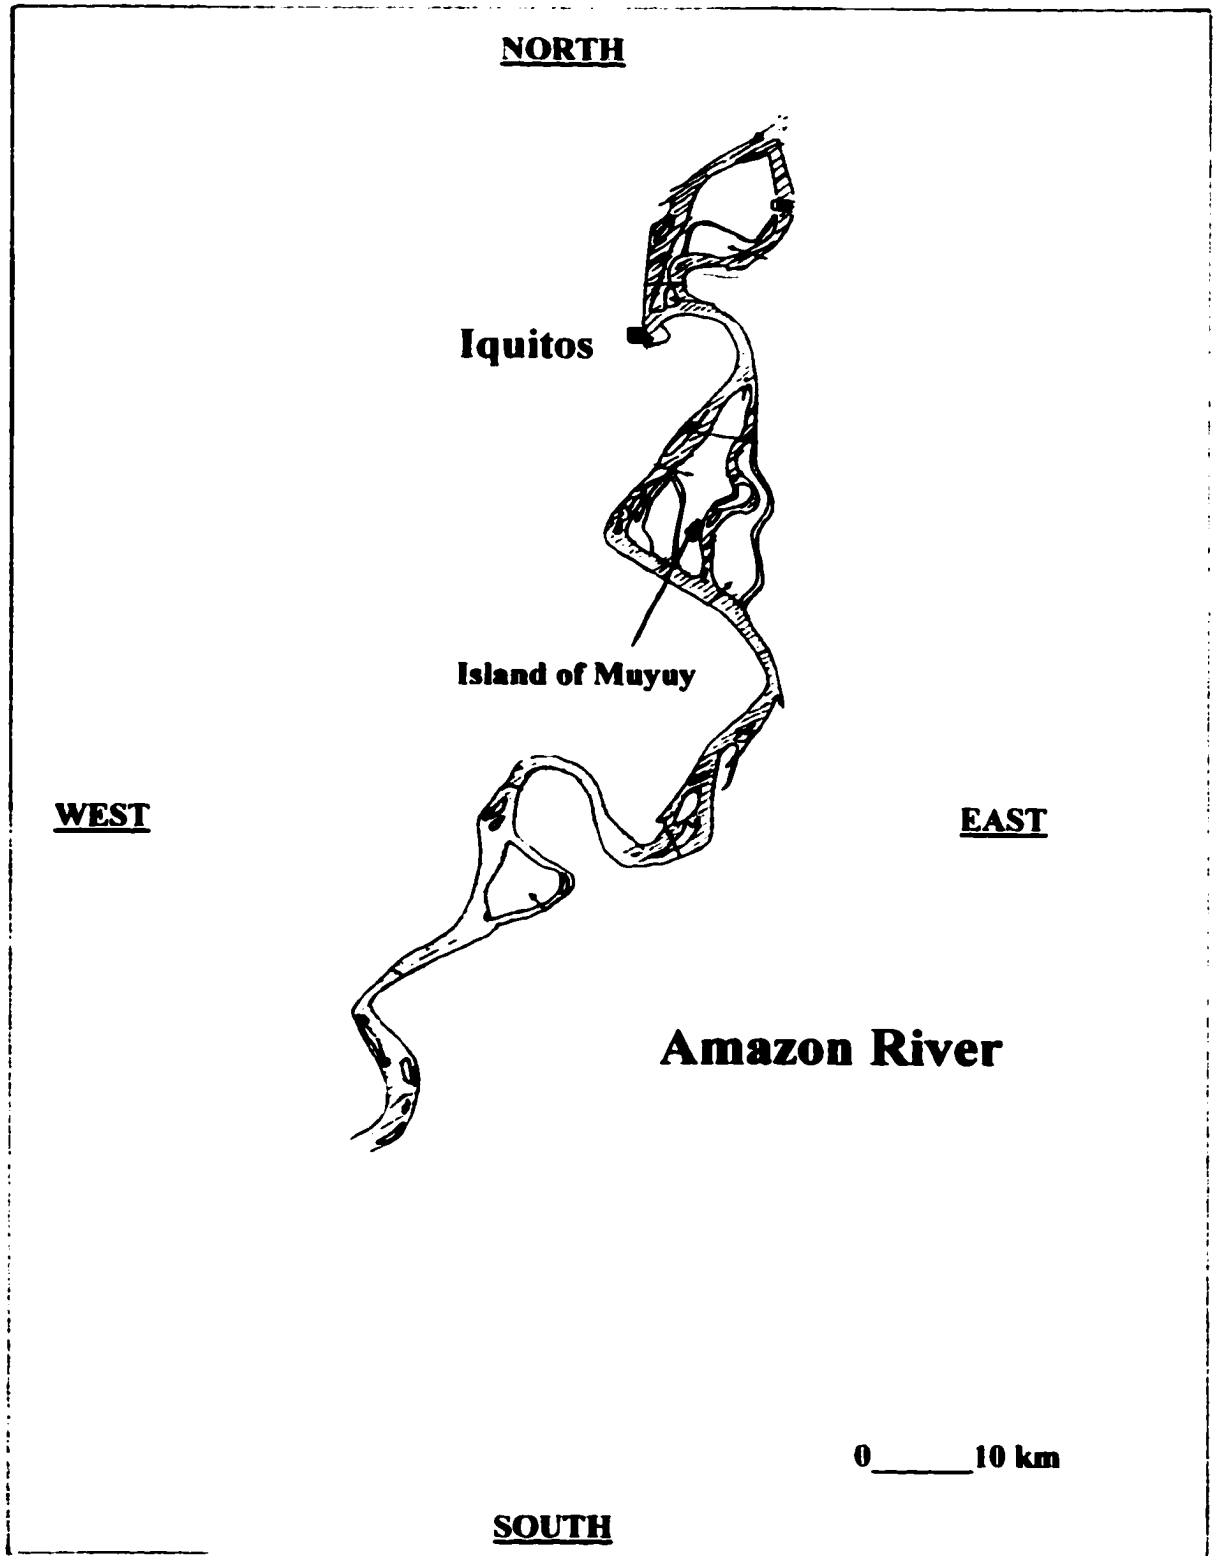 NORTH
Iquitos
Island of Muyuy
WEST
EAST
Amazon River
0 10 km
SOUTH